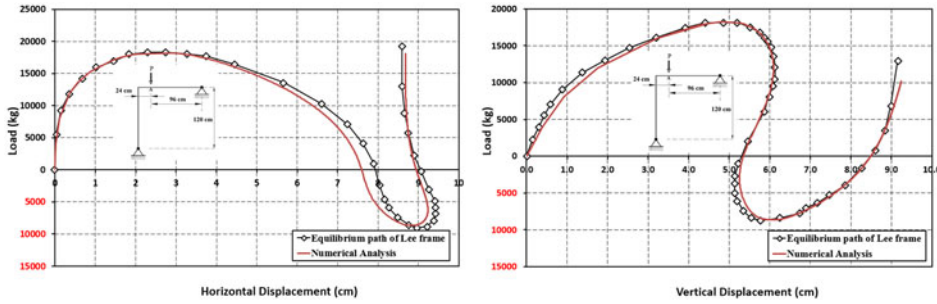 20000
15000
10000
5000
0
5000
10000
15000
Load (kg)
0 1 2 3 4 5 6 7 8 9 10
P
24 cm
96 cm
120 cm
Equilibrium path of Lee frame
Numerical Analysis
Horizontal Displacement (cm)
20000
15000
10000
5000
0
5000
10000
15000
Load (kg)
0.0 1.0 2.0 3.0 4.0 5.0 6.0 7.0 8.0 9.0 10.0
P
24 cm
96 cm
120 cm
Equilibrium path of Lee frame
Numerical Analysis
Vertical Displacement (cm)